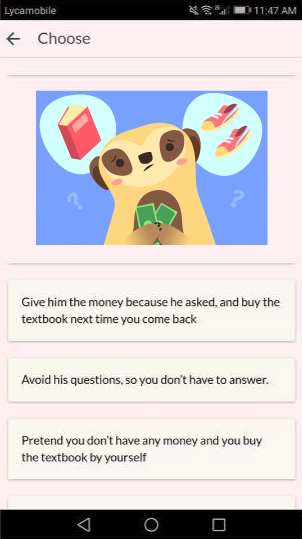 Lycamobile 11:47 AM
Choose
Give him the money because he asked, and buy the
textbook next time you come back
Avoid his questions, so you don't have to answer.
Pretend you don't have any money and you buy
the textbook by yourself